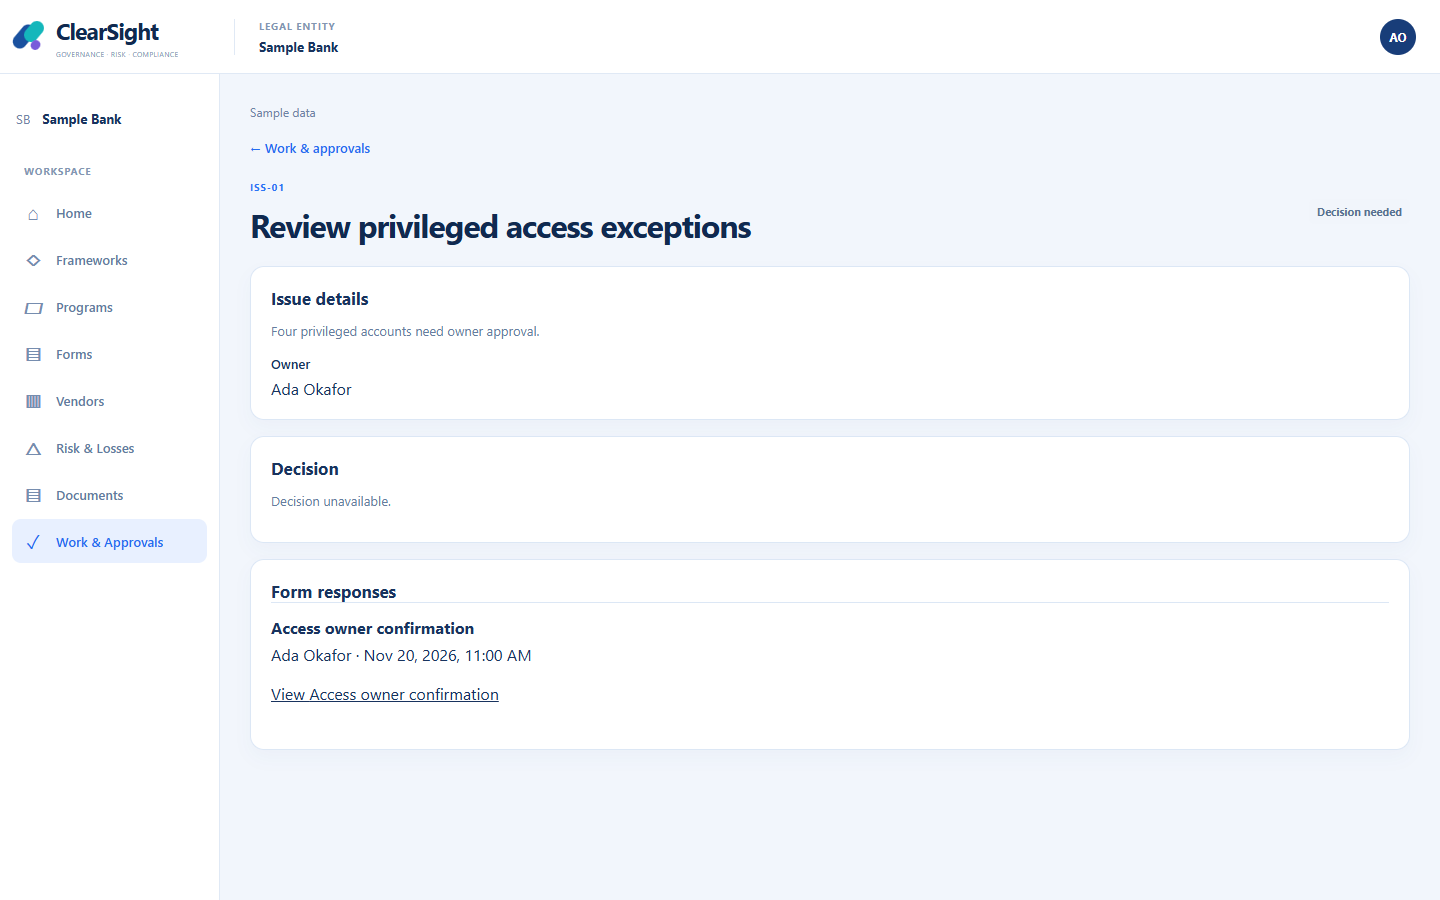 ClearSight
GOVERNANCE · RISK · COMPLIANCE
LEGAL ENTITY
Sample Bank
AO
SB Sample Bank
WORKSPACE
Home
Frameworks
Programs
Forms
Vendors
Risk & Losses
Documents
Work & Approvals
Sample data
← Work & approvals
ISS-01
Review privileged access exceptions
Decision needed
Issue details
Four privileged accounts need owner approval.
Owner
Ada Okafor
Decision
Decision unavailable.
Form responses
Access owner confirmation
Ada Okafor · Nov 20, 2026, 11:00 AM
View Access owner confirmation